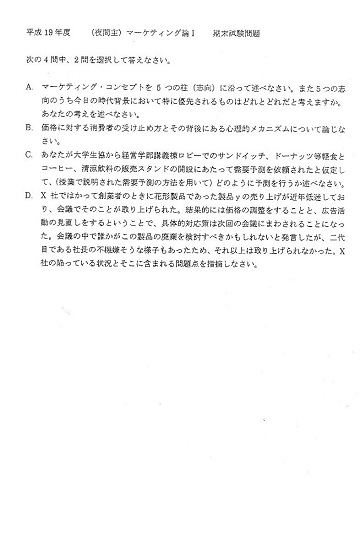 平成19年度 (夜間主) マーケティング論Ⅰ 期末試験問題
次の4問中、2問を選択して答えなさい。
A. マーケティング・コンセプトを5つの柱(志向)に沿って述べなさい。また5つの志
向のうち今日の時代背景において特に優先されるものはどれとどれだと考えますか。
あなたの考えを述べなさい。
B. 価格に対する消費者の受け止め方とその背後にある心理的メカニズムについて論じな
さい。
C. あなたが大学生協から経営学部講義棟ロビーでのサンドイッチ、ドーナッツ等軽食と
コーヒー、清涼飲料の販売スタンドの開設にあたって需要予測を依頼されたと仮定し
て、(授業で説明された需要予測の方法を用いて)どのように予測を行うか述べなさい。
D. X社ではかって創業者のときに花形製品であった製品yの売り上げが近年低迷してお
り、会議でそのことが取り上げられた。結果的には価格の調整をすることと、広告活
動の見直しをするということで、具体的対応策は次回の会議にまわされることになっ
た。会議の中で誰かがこの製品の廃棄を検討すべきかもしれないと発言したが、二代
目である社長の不機嫌そうな様子もあったため、それ以上は取り上げられなかった。X
社の陥っている状況とそこに含まれる問題点を指摘しなさい。